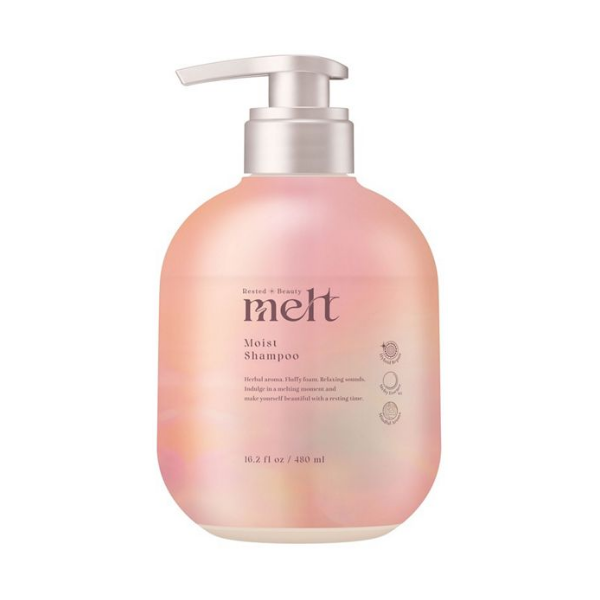 Rested + Beauty
melt
Moist
Shampoo
Herbal aroma. Fluffy foam. Relaxing sounds.
Indulge in a melting moment and
make yourself beautiful with a resting time.
16.2 fl oz / 480 ml